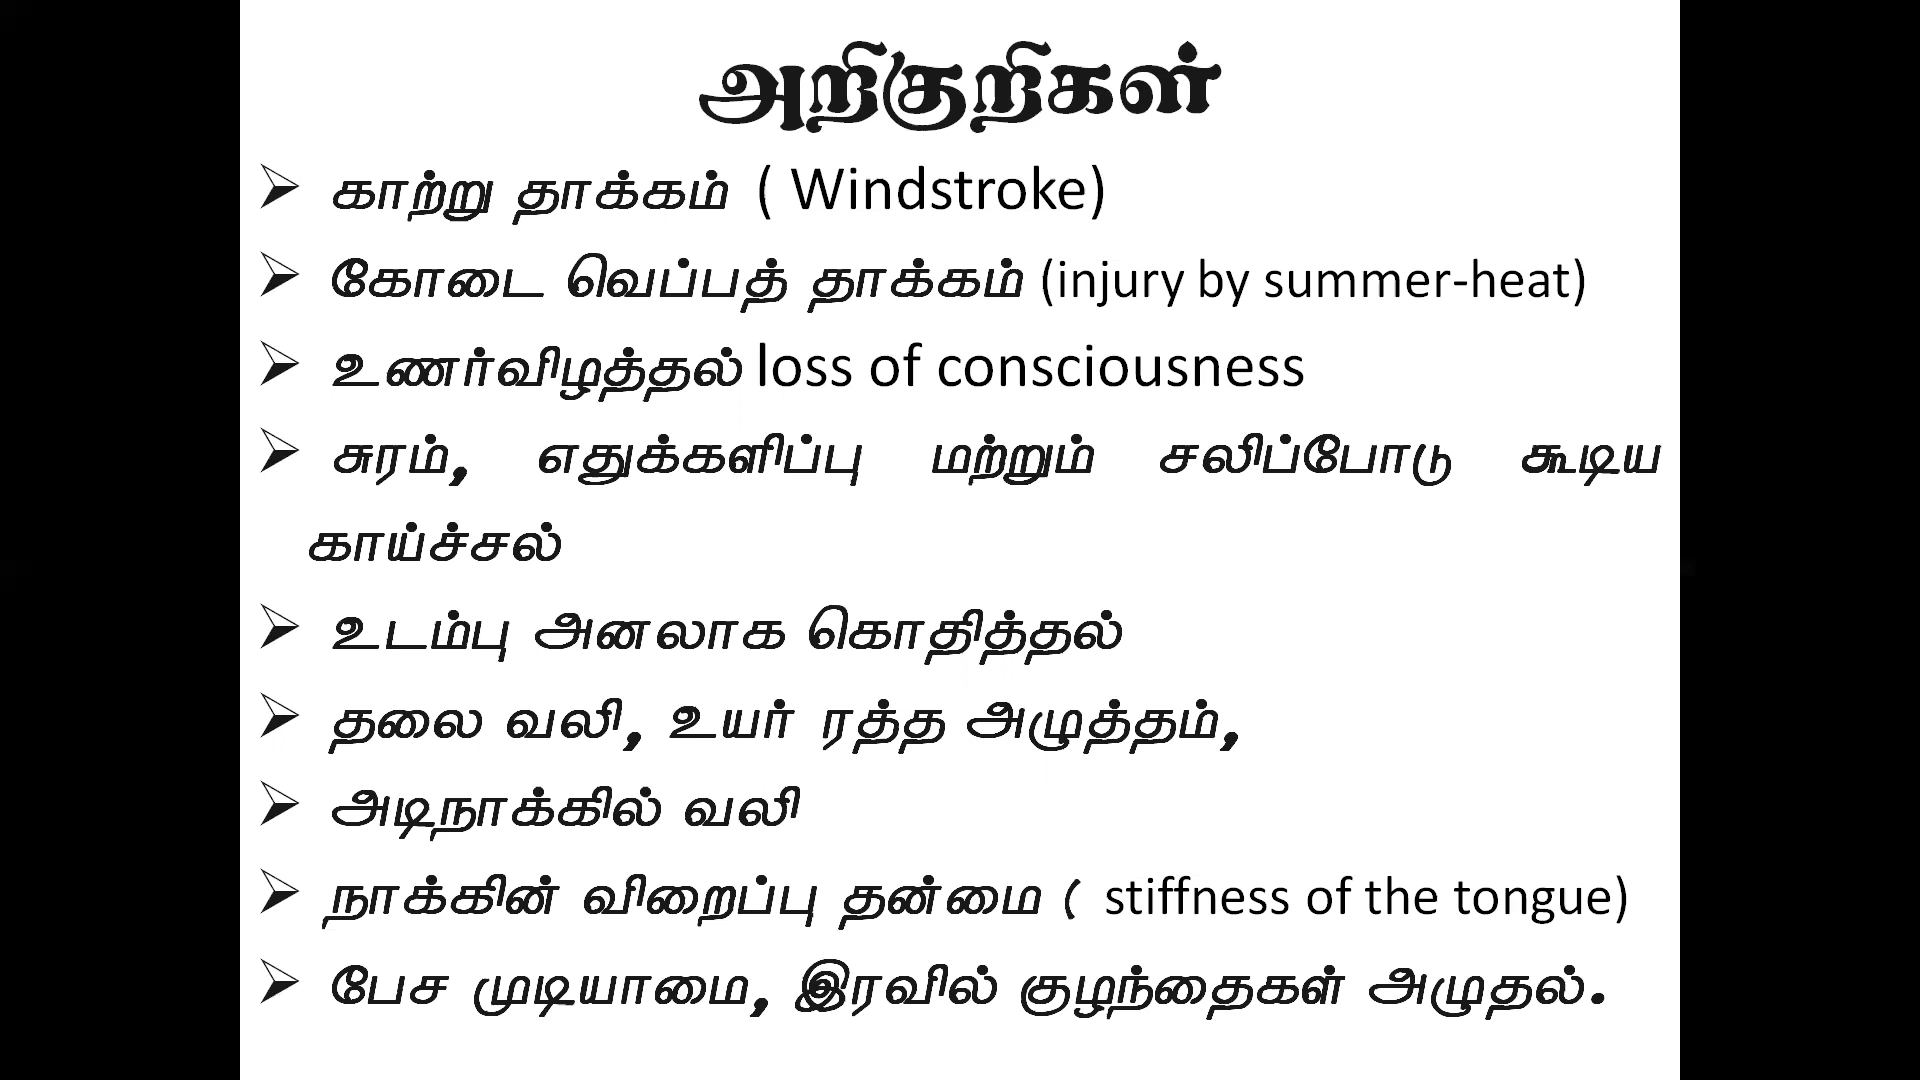 அறிகுறிகள்
➢ காற்று தாக்கம் ( Windstroke)
➢ கோடை வெப்பத் தாக்கம் (injury by summer-heat)
➢ உணர்விழத்தல் loss of consciousness
➢ சுரம், எதுக்களிப்பு மற்றும் சலிப்போடு கூடிய
காய்ச்சல்
➢ உடம்பு அனலாக கொதித்தல்
➢ தலை வலி, உயர் ரத்த அழுத்தம்,
➢ அடிநாக்கில் வலி
➢ நாக்கின் விறைப்பு தன்மை ( stiffness of the tongue)
➢ பேச முடியாமை, இரவில் குழந்தைகள் அழுதல்.